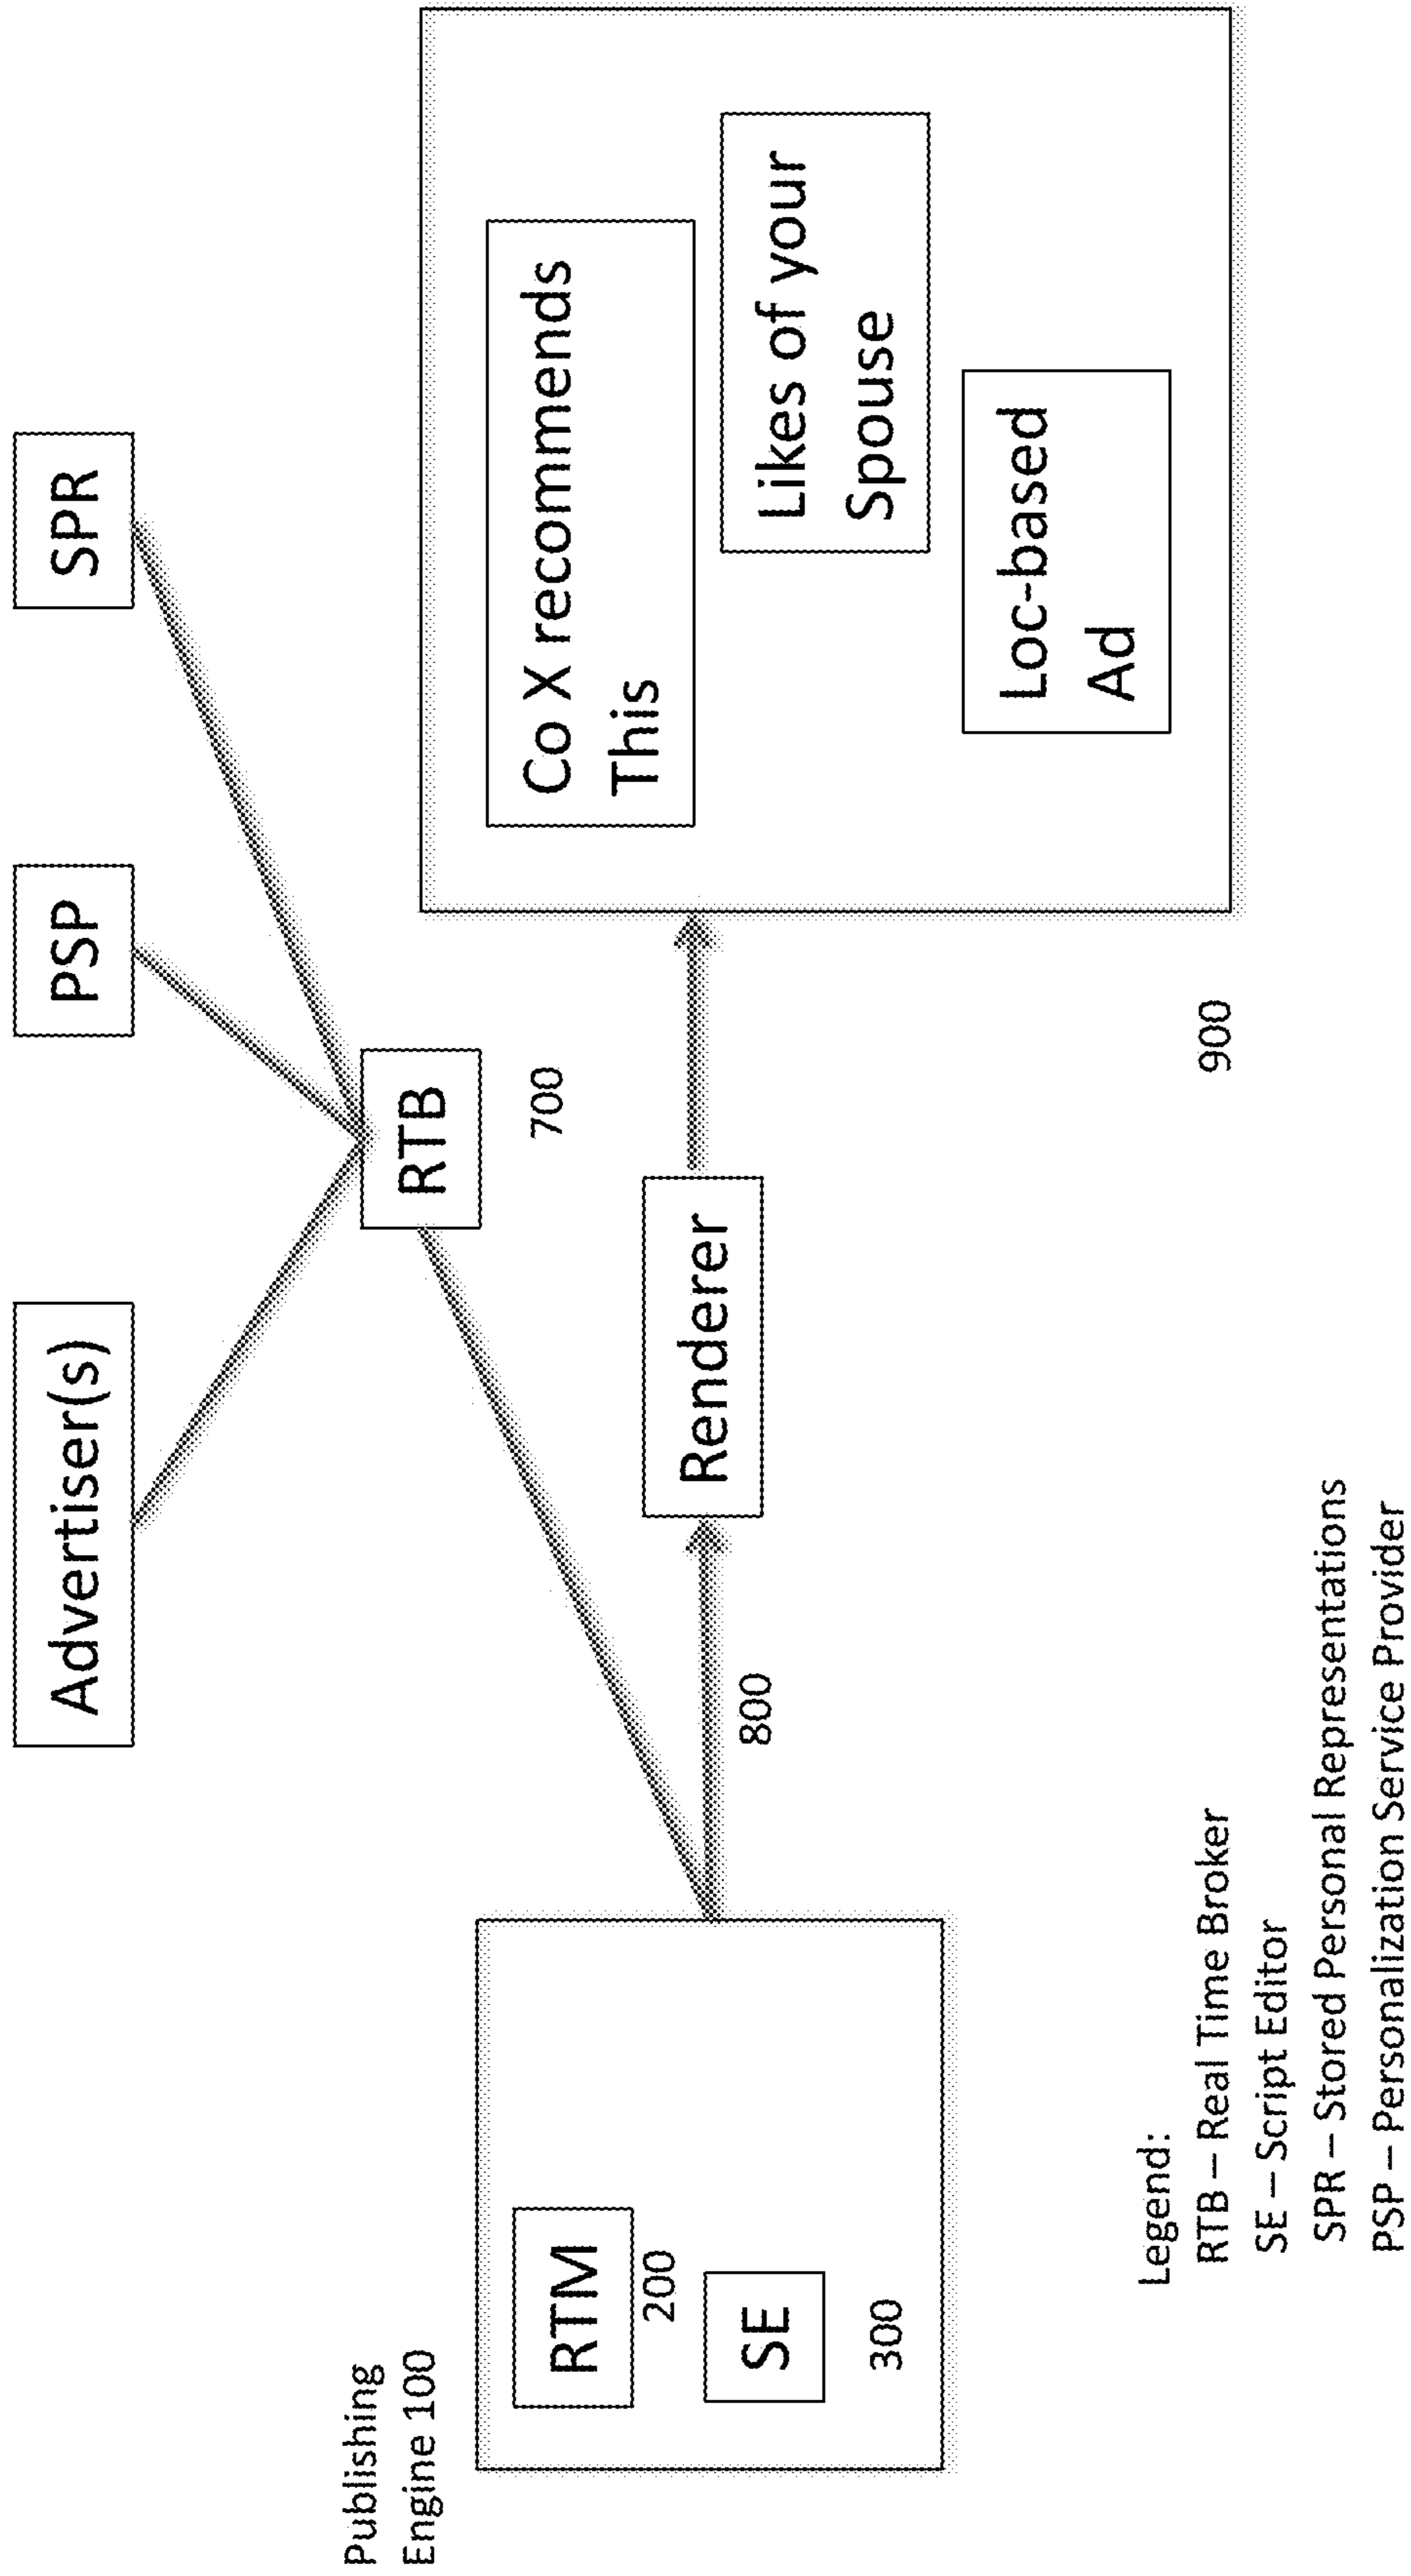 Advertiser(s)
PSP
SPR
Publishing
Engine 100
RTM
200
SE
300
RTB
700
800
Renderer
Co X recommends
This
Likes of your
Spouse
Loc-based
Ad
900
Legend:
RTB – Real Time Broker
SE – Script Editor
SPR – Stored Personal Representations
PSP – Personalization Service Provider